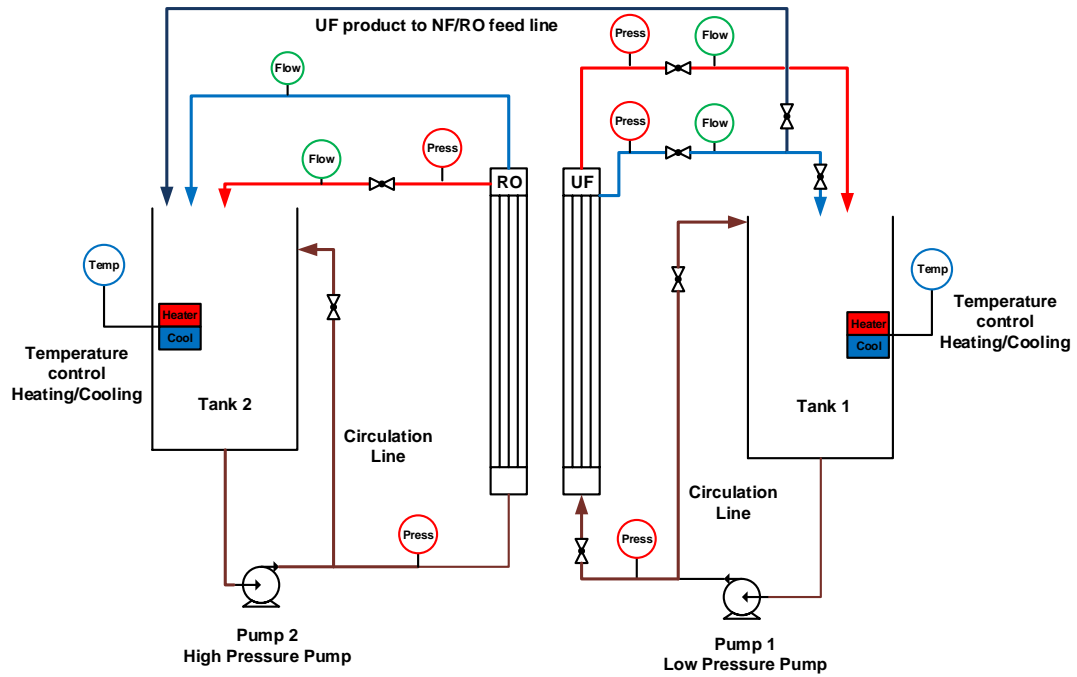 UF product to NF/RO feed line
Press
Flow
Flow
Press
Flow
Flow
Press
RO
UF
Temp
Heater
Cool
Temperature
control
Heating/Cooling
Tank 2
Circulation
Line
Press
Pump 2
High Pressure Pump
Temp
Heater
Cool
Temperature
control
Heating/Cooling
Tank 1
Circulation
Line
Press
Pump 1
Low Pressure Pump